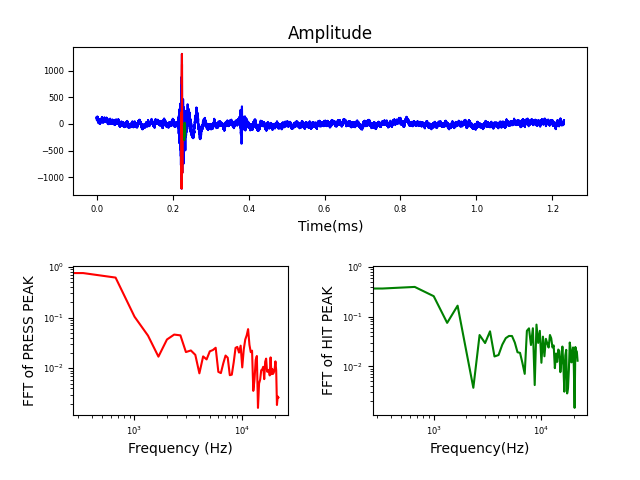 Amplitude
1000
500
0
−500
−1000
0.0 0.2 0.4 0.6 0.8 1.0 1.2
Time(ms)
FFT of PRESS PEAK
10⁰
10⁻¹
10⁻²
10³ 10⁴
Frequency (Hz)
FFT of HIT PEAK
10⁰
10⁻¹
10⁻²
10³ 10⁴
Frequency(Hz)